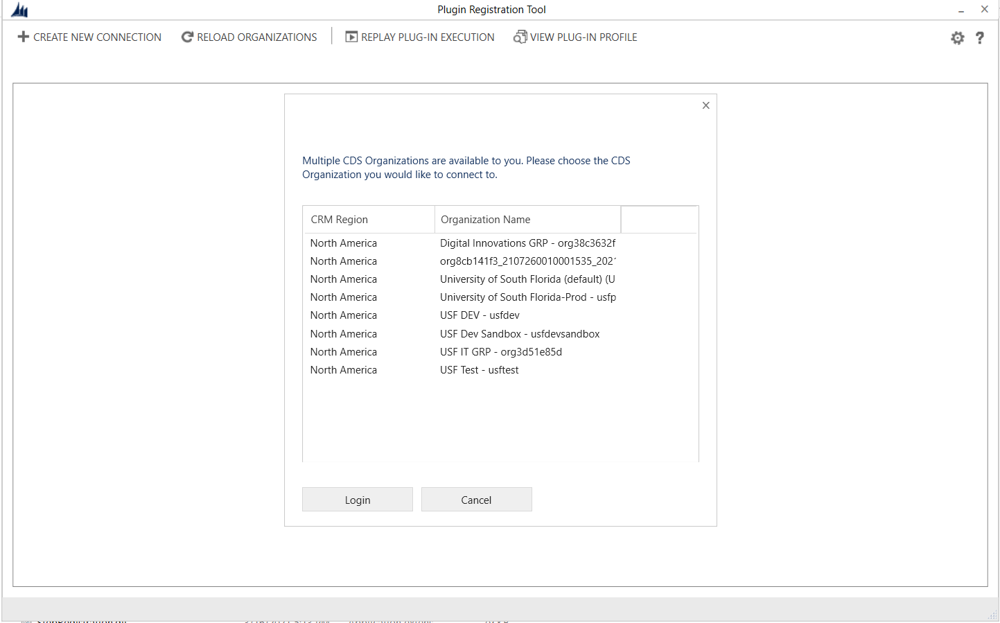 Plugin Registration Tool
CREATE NEW CONNECTION RELOAD ORGANIZATIONS REPLAY PLUG-IN EXECUTION VIEW PLUG-IN PROFILE
Multiple CDS Organizations are available to you. Please choose the CDS
Organization you would like to connect to.
CRM Region Organization Name
North America Digital Innovations GRP - org38c3632f
North America org8cb141f3_2107260010001535_202
North America University of South Florida (default) (U
North America University of South Florida-Prod - usfp
North America USF DEV - usfdev
North America USF Dev Sandbox - usfdevsandbox
North America USF IT GRP - org3d51e85d
North America USF Test - usftest
Login Cancel